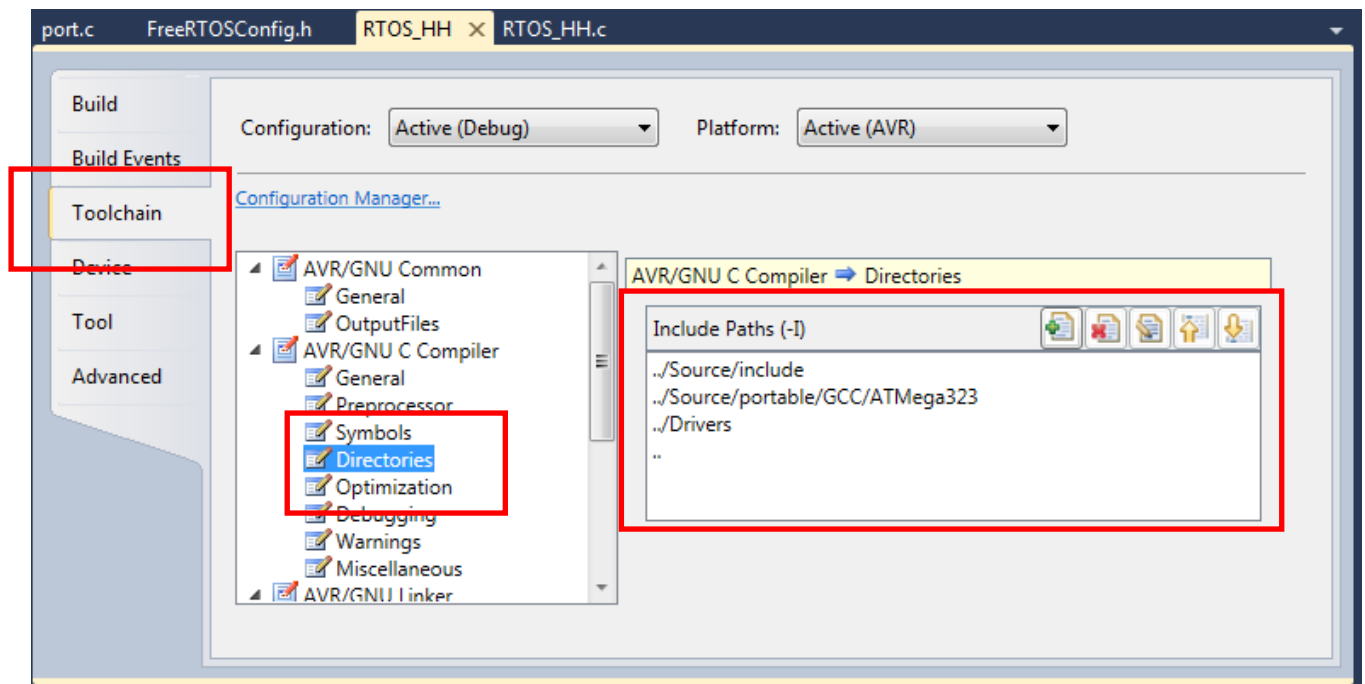 port.c FreeRTOSConfig.h RTOS_HH RTOS_HH.c
Build
Build Events
Toolchain
Device
Tool
Advanced
Configuration: Active (Debug) Platform: Active (AVR)
Configuration Manager...
AVR/GNU Common
General
OutputFiles
AVR/GNU C Compiler
General
Preprocessor
Symbols
Directories
Optimization
Debugging
Warnings
Miscellaneous
AVR/GNU Linker
AVR/GNU C Compiler ➡ Directories
Include Paths (-I)
../Source/include
../Source/portable/GCC/ATMega323
../Drivers
..